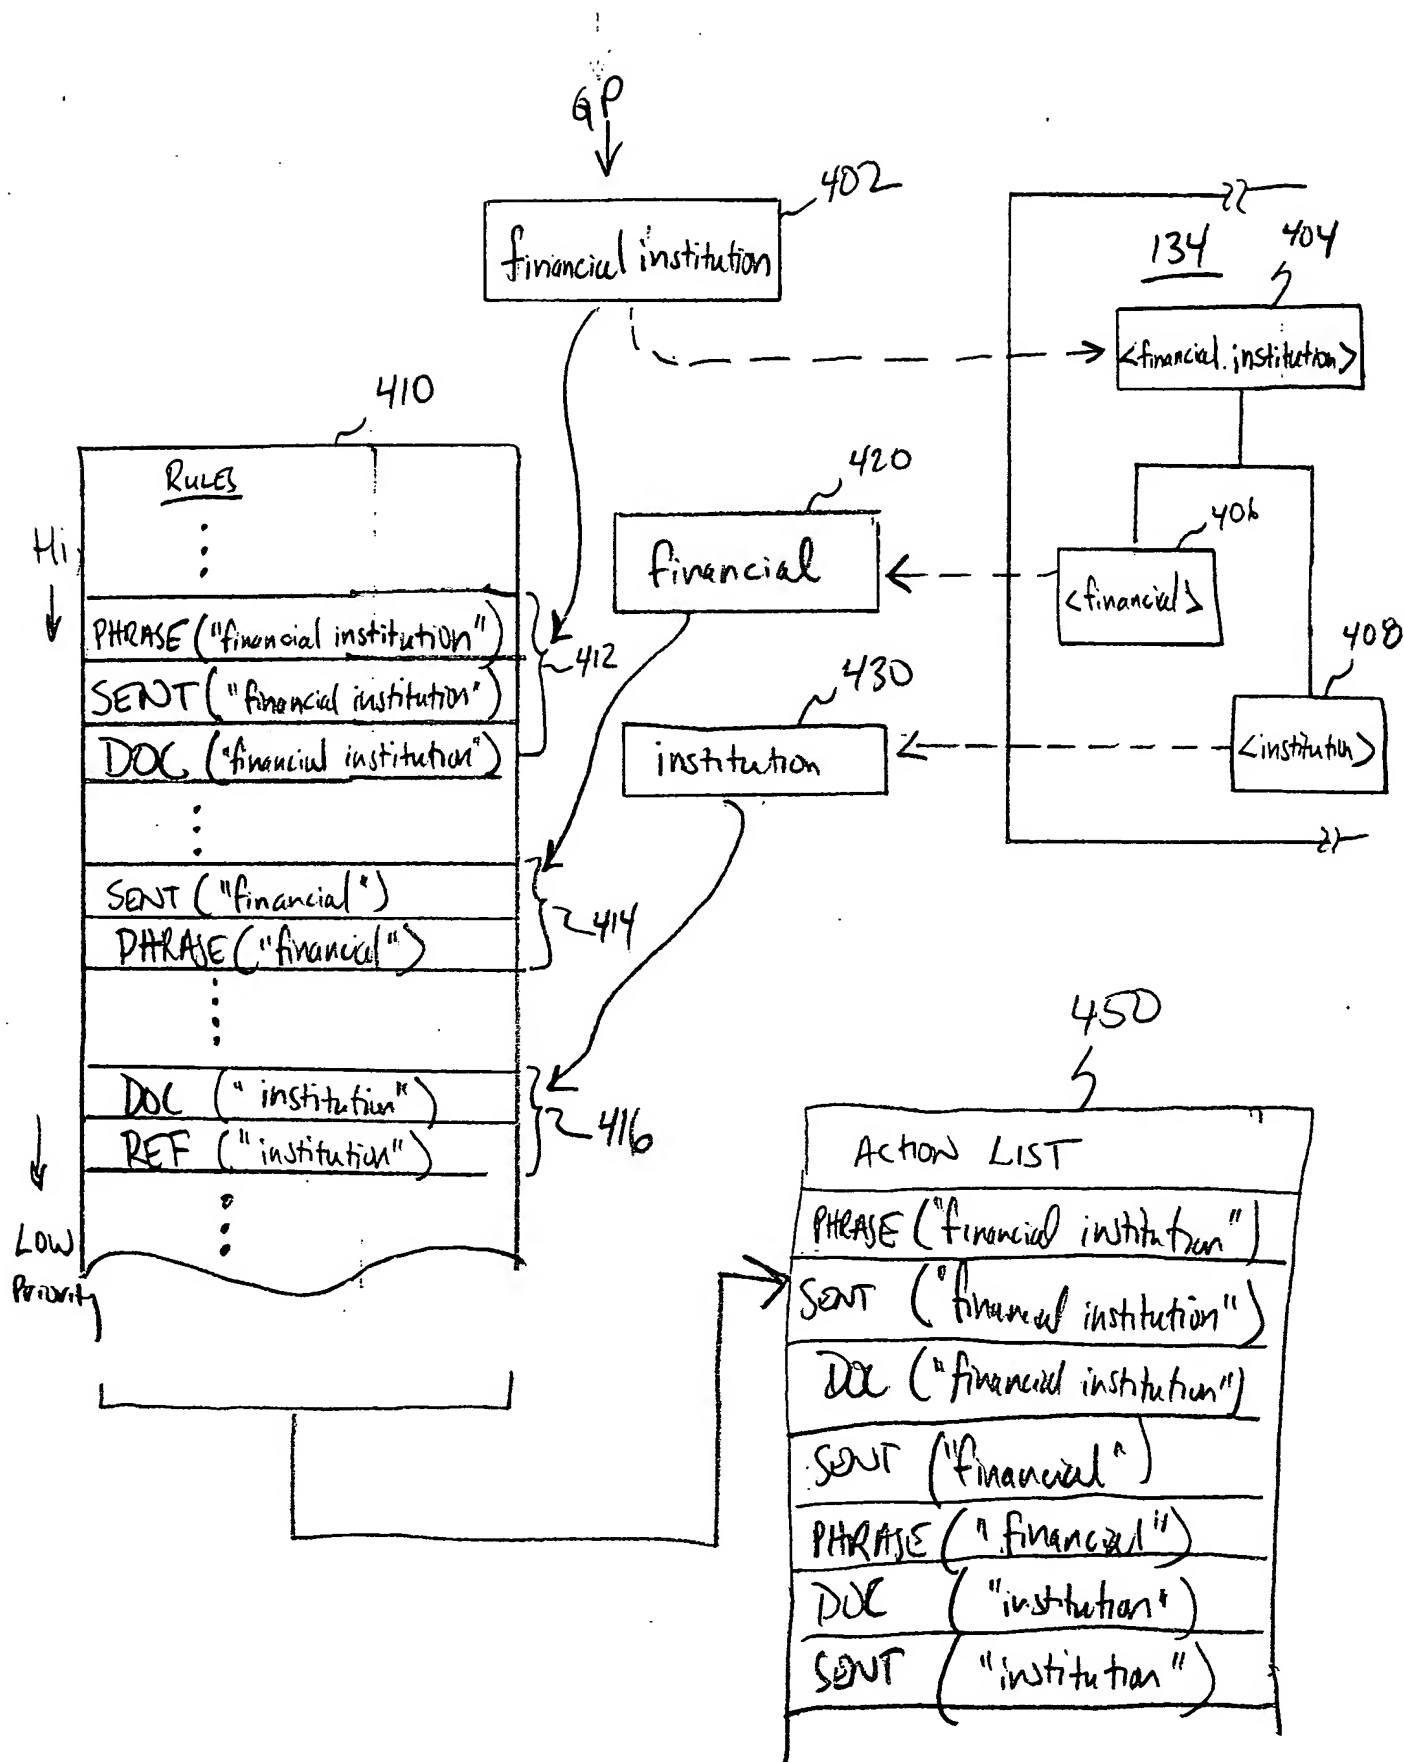 QP
402
financial institution
134
404
<financial.institution>
410
RULES
Hi
420
financial
406
<financial>
PHRASE ("financial institution")
412
SENT ("financial institution")
DOC ("financial institution")
430
institution
408
<institution>
SENT ("financial")
414
PHRASE ("financial")
DOC ("institution")
416
REF ("institution")
LOW
PRIORITY
450
ACTION LIST
PHRASE ("financial institution")
SENT ("financial institution")
DOC ("financial institution")
SENT ("financial")
PHRASE ("financial")
DOC ("institution")
SENT ("institution")